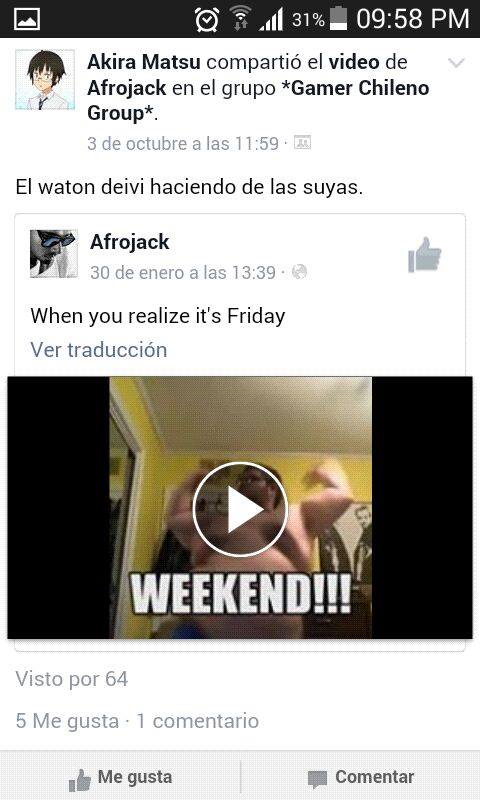 31% 09:58 PM
Akira Matsu compartió el video de
Afrojack en el grupo *Gamer Chileno
Group*.
3 de octubre a las 11:59 ·
El waton deivi haciendo de las suyas.
Afrojack
30 de enero a las 13:39 ·
When you realize it's Friday
Ver traducción
WEEKEND!!!
Visto por 64
5 Me gusta · 1 comentario
Me gusta
Comentar